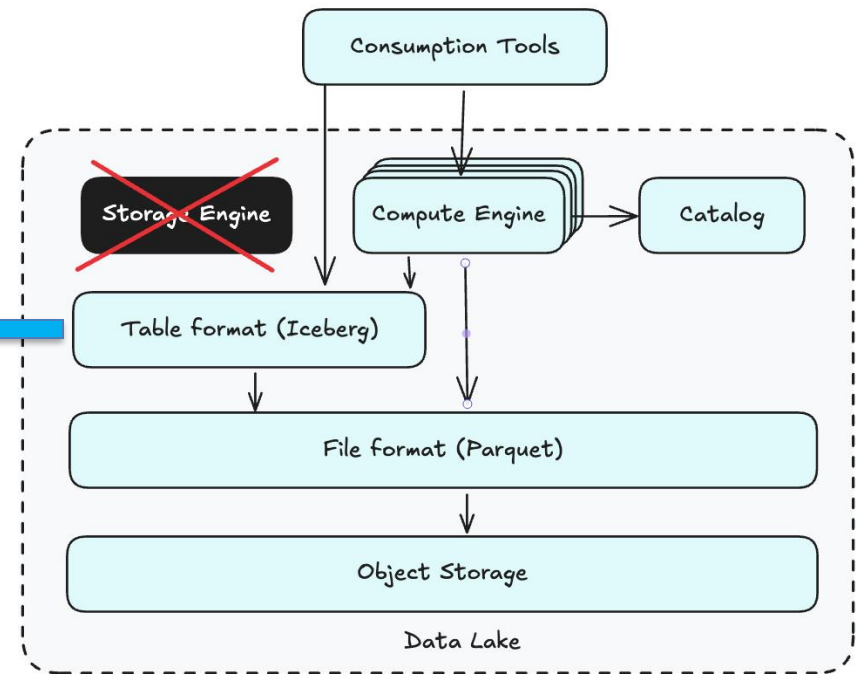 Consumption Tools
Storage Engine
Compute Engine
Catalog
Table format (Iceberg)
File format (Parquet)
Object Storage
Data Lake